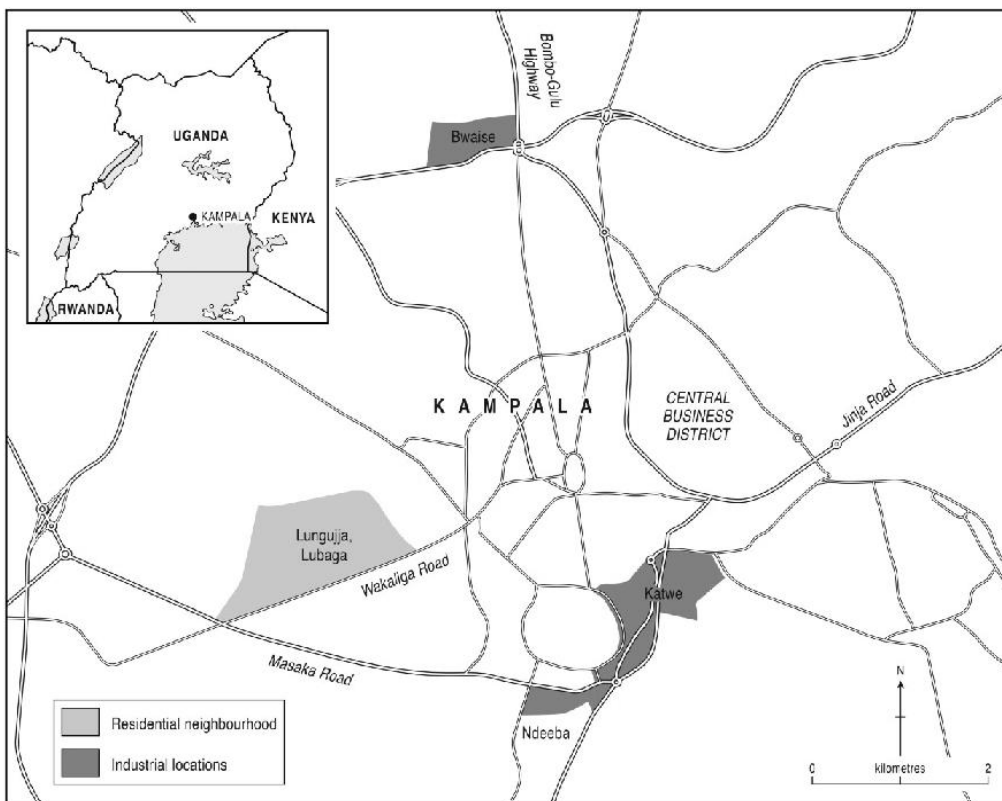 UGANDA
KAMPALA
KENYA
RWANDA
Bombo-Gulu
Highway
Bwaise
K A M P A L A
CENTRAL
BUSINESS
DISTRICT
Jinja Road
Lungujja,
Lubaga
Wakaliga Road
Katwe
Masaka Road
Ndeeba
Residential neighbourhood
Industrial locations
N
0 kilometres 2